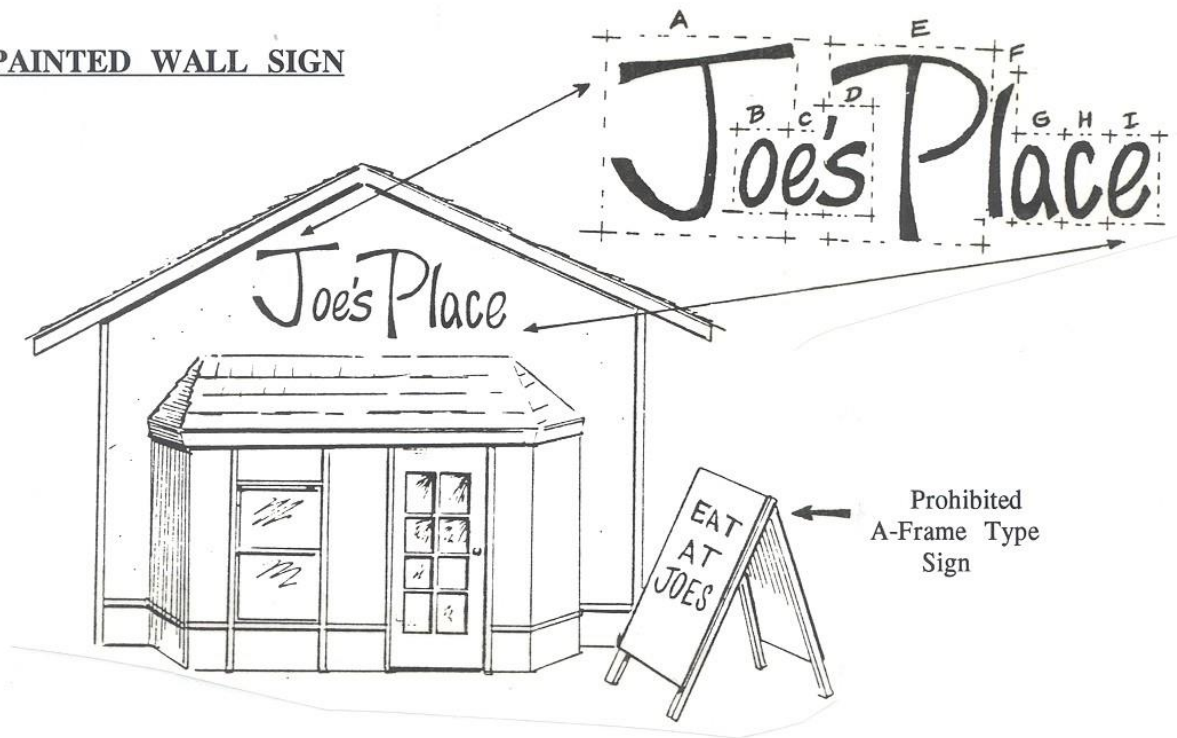 PAINTED WALL SIGN
A
E
F
B
C
D
G
H
I
Joe's Place
Joe's Place
EAT
AT
JOES
Prohibited
A-Frame Type
Sign